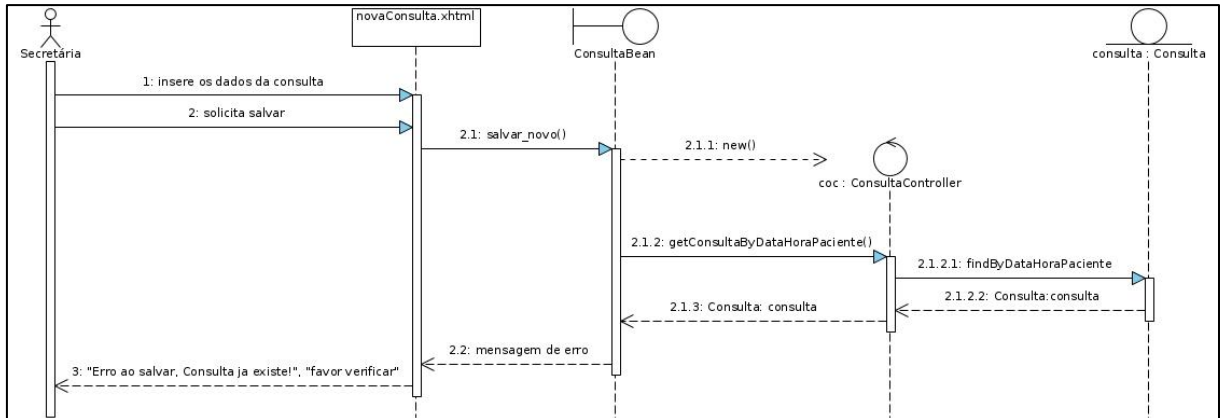 novaConsulta.xhtml
Secretária
ConsultaBean
consulta : Consulta
1: insere os dados da consulta
2: solicita salvar
2.1: salvar_novo()
2.1.1: new()
coc : ConsultaController
2.1.2: getConsultaByDataHoraPaciente()
2.1.2.1: findByDataHoraPaciente
2.1.2.2: Consulta:consulta
2.1.3: Consulta: consulta
2.2: mensagem de erro
3: "Erro ao salvar, Consulta ja existe!", "favor verificar"